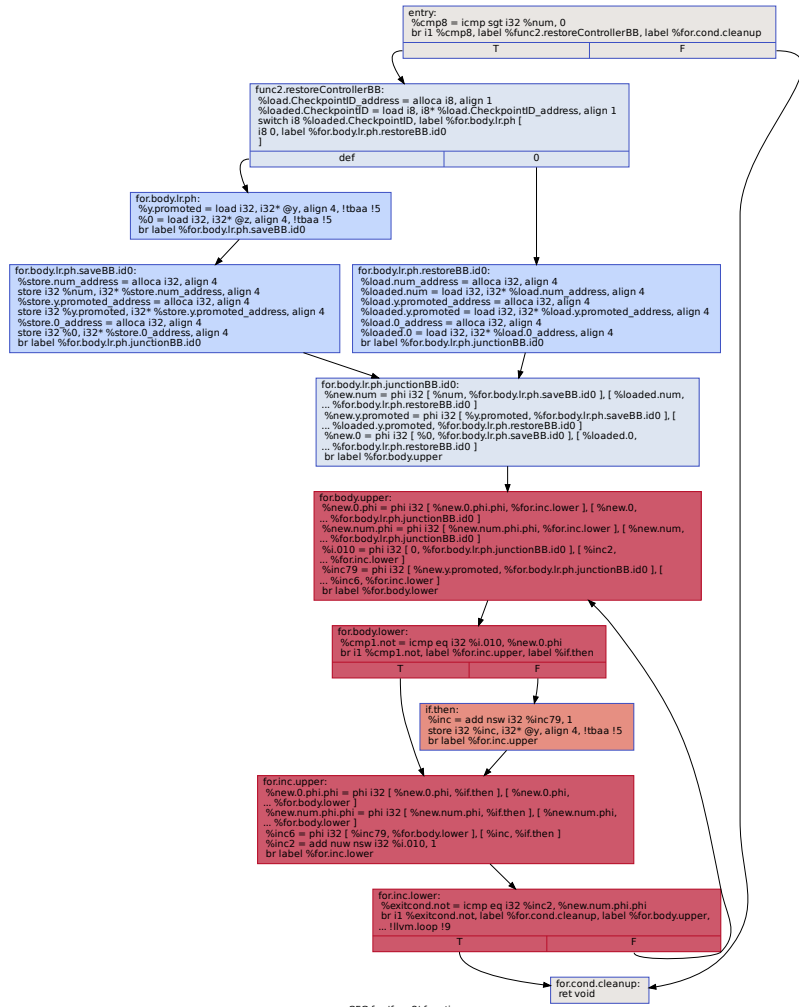 entry:
%cmp8 = icmp sgt i32 %num, 0
br i1 %cmp8, label %func2.restoreControllerBB, label %for.cond.cleanup
T
F
func2.restoreControllerBB:
%load.CheckpointID_address = alloca i8, align 1
%loaded.CheckpointID = load i8, i8* %load.CheckpointID_address, align 1
switch i8 %loaded.CheckpointID, label %for.body.lr.ph [
i8 0, label %for.body.lr.ph.restoreBB.id0
]
def
0
for.body.lr.ph:
%y.promoted = load i32, i32* @y, align 4, !tbaa !5
%0 = load i32, i32* @z, align 4, !tbaa !5
br label %for.body.lr.ph.saveBB.id0
for.body.lr.ph.saveBB.id0:
%store.num_address = alloca i32, align 4
store i32 %num, i32* %store.num_address, align 4
%store.y.promoted_address = alloca i32, align 4
store i32 %y.promoted, i32* %store.y.promoted_address, align 4
%store.0_address = alloca i32, align 4
store i32 %0, i32* %store.0_address, align 4
br label %for.body.lr.ph.junctionBB.id0
for.body.lr.ph.restoreBB.id0:
%load.num_address = alloca i32, align 4
%loaded.num = load i32, i32* %load.num_address, align 4
%load.y.promoted_address = alloca i32, align 4
%loaded.y.promoted = load i32, i32* %load.y.promoted_address, align 4
%load.0_address = alloca i32, align 4
%loaded.0 = load i32, i32* %load.0_address, align 4
br label %for.body.lr.ph.junctionBB.id0
for.body.lr.ph.junctionBB.id0:
%new.num = phi i32 [ %num, %for.body.lr.ph.saveBB.id0 ], [ %loaded.num,
... %for.body.lr.ph.restoreBB.id0 ]
%new.y.promoted = phi i32 [ %y.promoted, %for.body.lr.ph.saveBB.id0 ], [
... %loaded.y.promoted, %for.body.lr.ph.restoreBB.id0 ]
%new.0 = phi i32 [ %0, %for.body.lr.ph.saveBB.id0 ], [ %loaded.0,
... %for.body.lr.ph.restoreBB.id0 ]
br label %for.body.upper
for.body.upper:
%new.0.phi = phi i32 [ %new.0.phi.phi, %for.inc.lower ], [ %new.0,
... %for.body.lr.ph.junctionBB.id0 ]
%new.num.phi = phi i32 [ %new.num.phi.phi, %for.inc.lower ], [ %new.num,
... %for.body.lr.ph.junctionBB.id0 ]
%i.010 = phi i32 [ 0, %for.body.lr.ph.junctionBB.id0 ], [ %inc2,
... %for.inc.lower ]
%inc79 = phi i32 [ %new.y.promoted, %for.body.lr.ph.junctionBB.id0 ], [
... %inc6, %for.inc.lower ]
br label %for.body.lower
for.body.lower:
%cmp1.not = icmp eq i32 %i.010, %new.0.phi
br i1 %cmp1.not, label %for.inc.upper, label %if.then
T
F
if.then:
%inc = add nsw i32 %inc79, 1
store i32 %inc, i32* @y, align 4, !tbaa !5
br label %for.inc.upper
for.inc.upper:
%new.0.phi.phi = phi i32 [ %new.0.phi, %if.then ], [ %new.0.phi,
... %for.body.lower ]
%new.num.phi.phi = phi i32 [ %new.num.phi, %if.then ], [ %new.num.phi,
... %for.body.lower ]
%inc6 = phi i32 [ %inc79, %for.body.lower ], [ %inc, %if.then ]
%inc2 = add nuw nsw i32 %i.010, 1
br label %for.inc.lower
for.inc.lower:
%exitcond.not = icmp eq i32 %inc2, %new.num.phi.phi
br i1 %exitcond.not, label %for.cond.cleanup, label %for.body.upper,
... !llvm.loop !9
T
F
for.cond.cleanup:
ret void